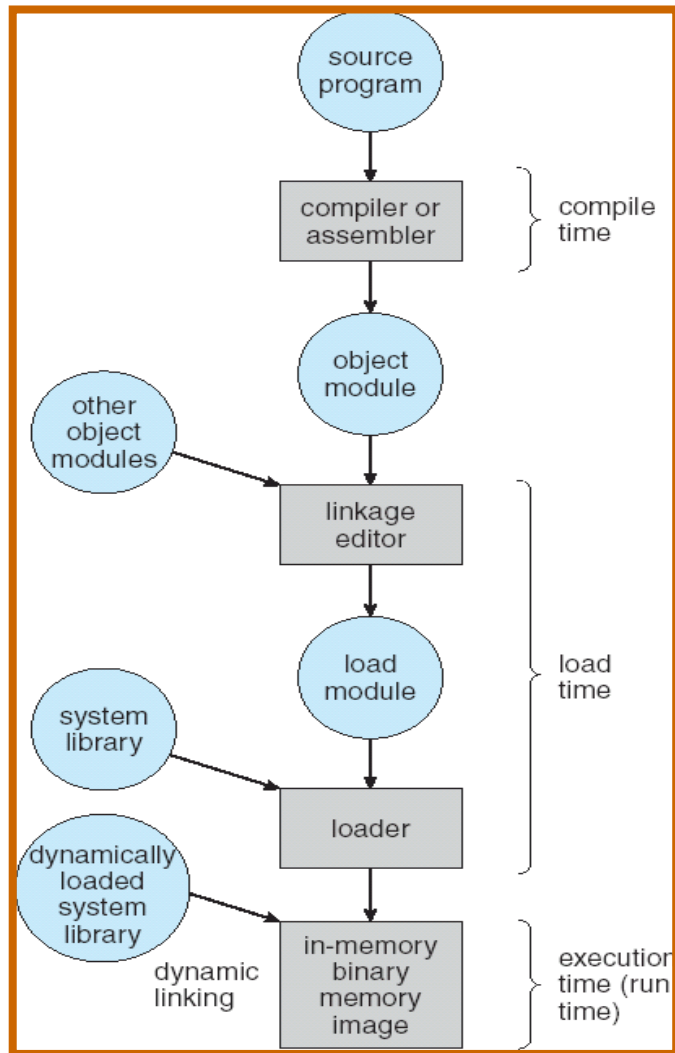 source
program
compiler or
assembler
compile
time
object
module
other
object
modules
linkage
editor
load
module
load
time
system
library
loader
dynamically
loaded
system
library
dynamic
linking
in-memory
binary
memory
image
execution
time (run
time)